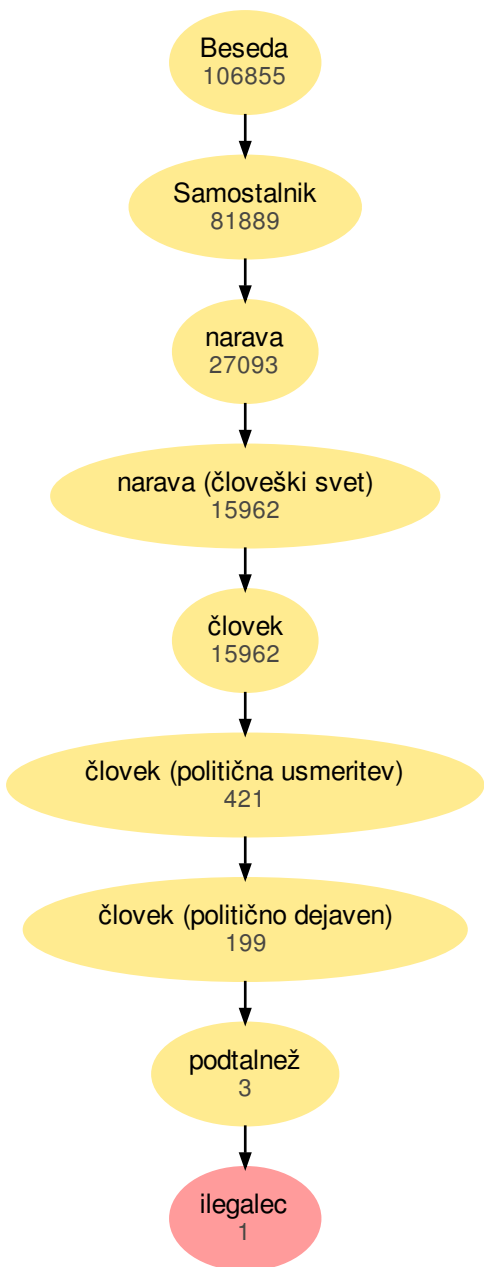 Beseda
106855
Samostalnik
81889
narava
27093
narava (človeški svet)
15962
človek
15962
človek (politična usmeritev)
421
človek (politično dejaven)
199
podtalnež
3
ilegalec
1